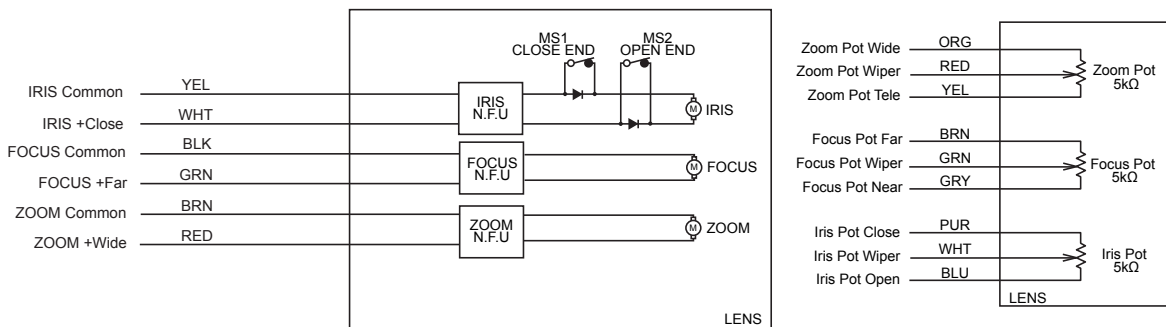 MS1 MS2
CLOSE END OPEN END
IRIS Common YEL
IRIS +Close WHT
IRIS
N.F.U
M IRIS
FOCUS Common BLK
FOCUS +Far GRN
FOCUS
N.F.U
M FOCUS
ZOOM Common BRN
ZOOM +Wide RED
ZOOM
N.F.U
M ZOOM
LENS
Zoom Pot Wide ORG
Zoom Pot Wiper RED
Zoom Pot Tele YEL
Zoom Pot
5kΩ
Focus Pot Far BRN
Focus Pot Wiper GRN
Focus Pot Near GRY
Focus Pot
5kΩ
Iris Pot Close PUR
Iris Pot Wiper WHT
Iris Pot Open BLU
Iris Pot
5kΩ
LENS